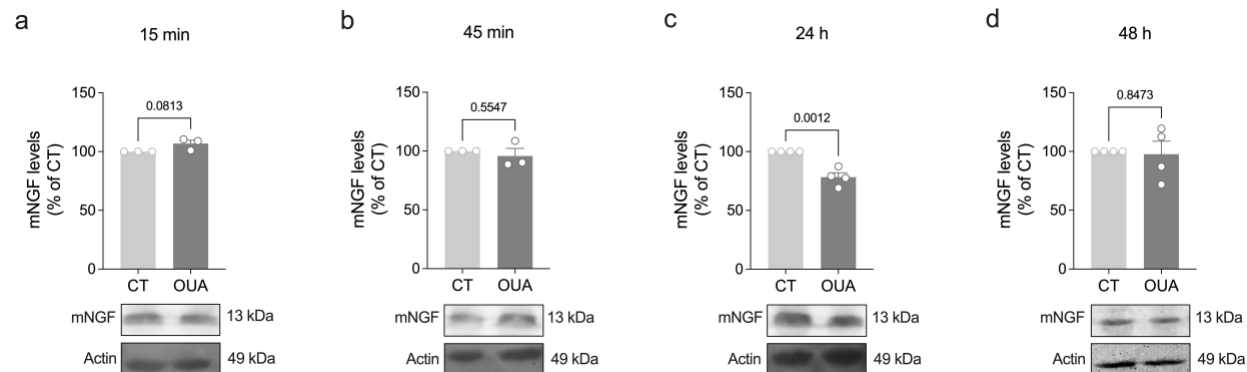 a
15 min
mNGF levels
(% of CT)
150
100
50
0
0.0813
CT OUA
mNGF 13 kDa
Actin 49 kDa
b
45 min
mNGF levels
(% of CT)
150
100
50
0
0.5547
CT OUA
mNGF 13 kDa
Actin 49 kDa
c
24 h
mNGF levels
(% of CT)
150
100
50
0
0.0012
CT OUA
mNGF 13 kDa
Actin 49 kDa
d
48 h
mNGF levels
(% of CT)
150
100
50
0
0.8473
CT OUA
mNGF 13 kDa
Actin 49 kDa